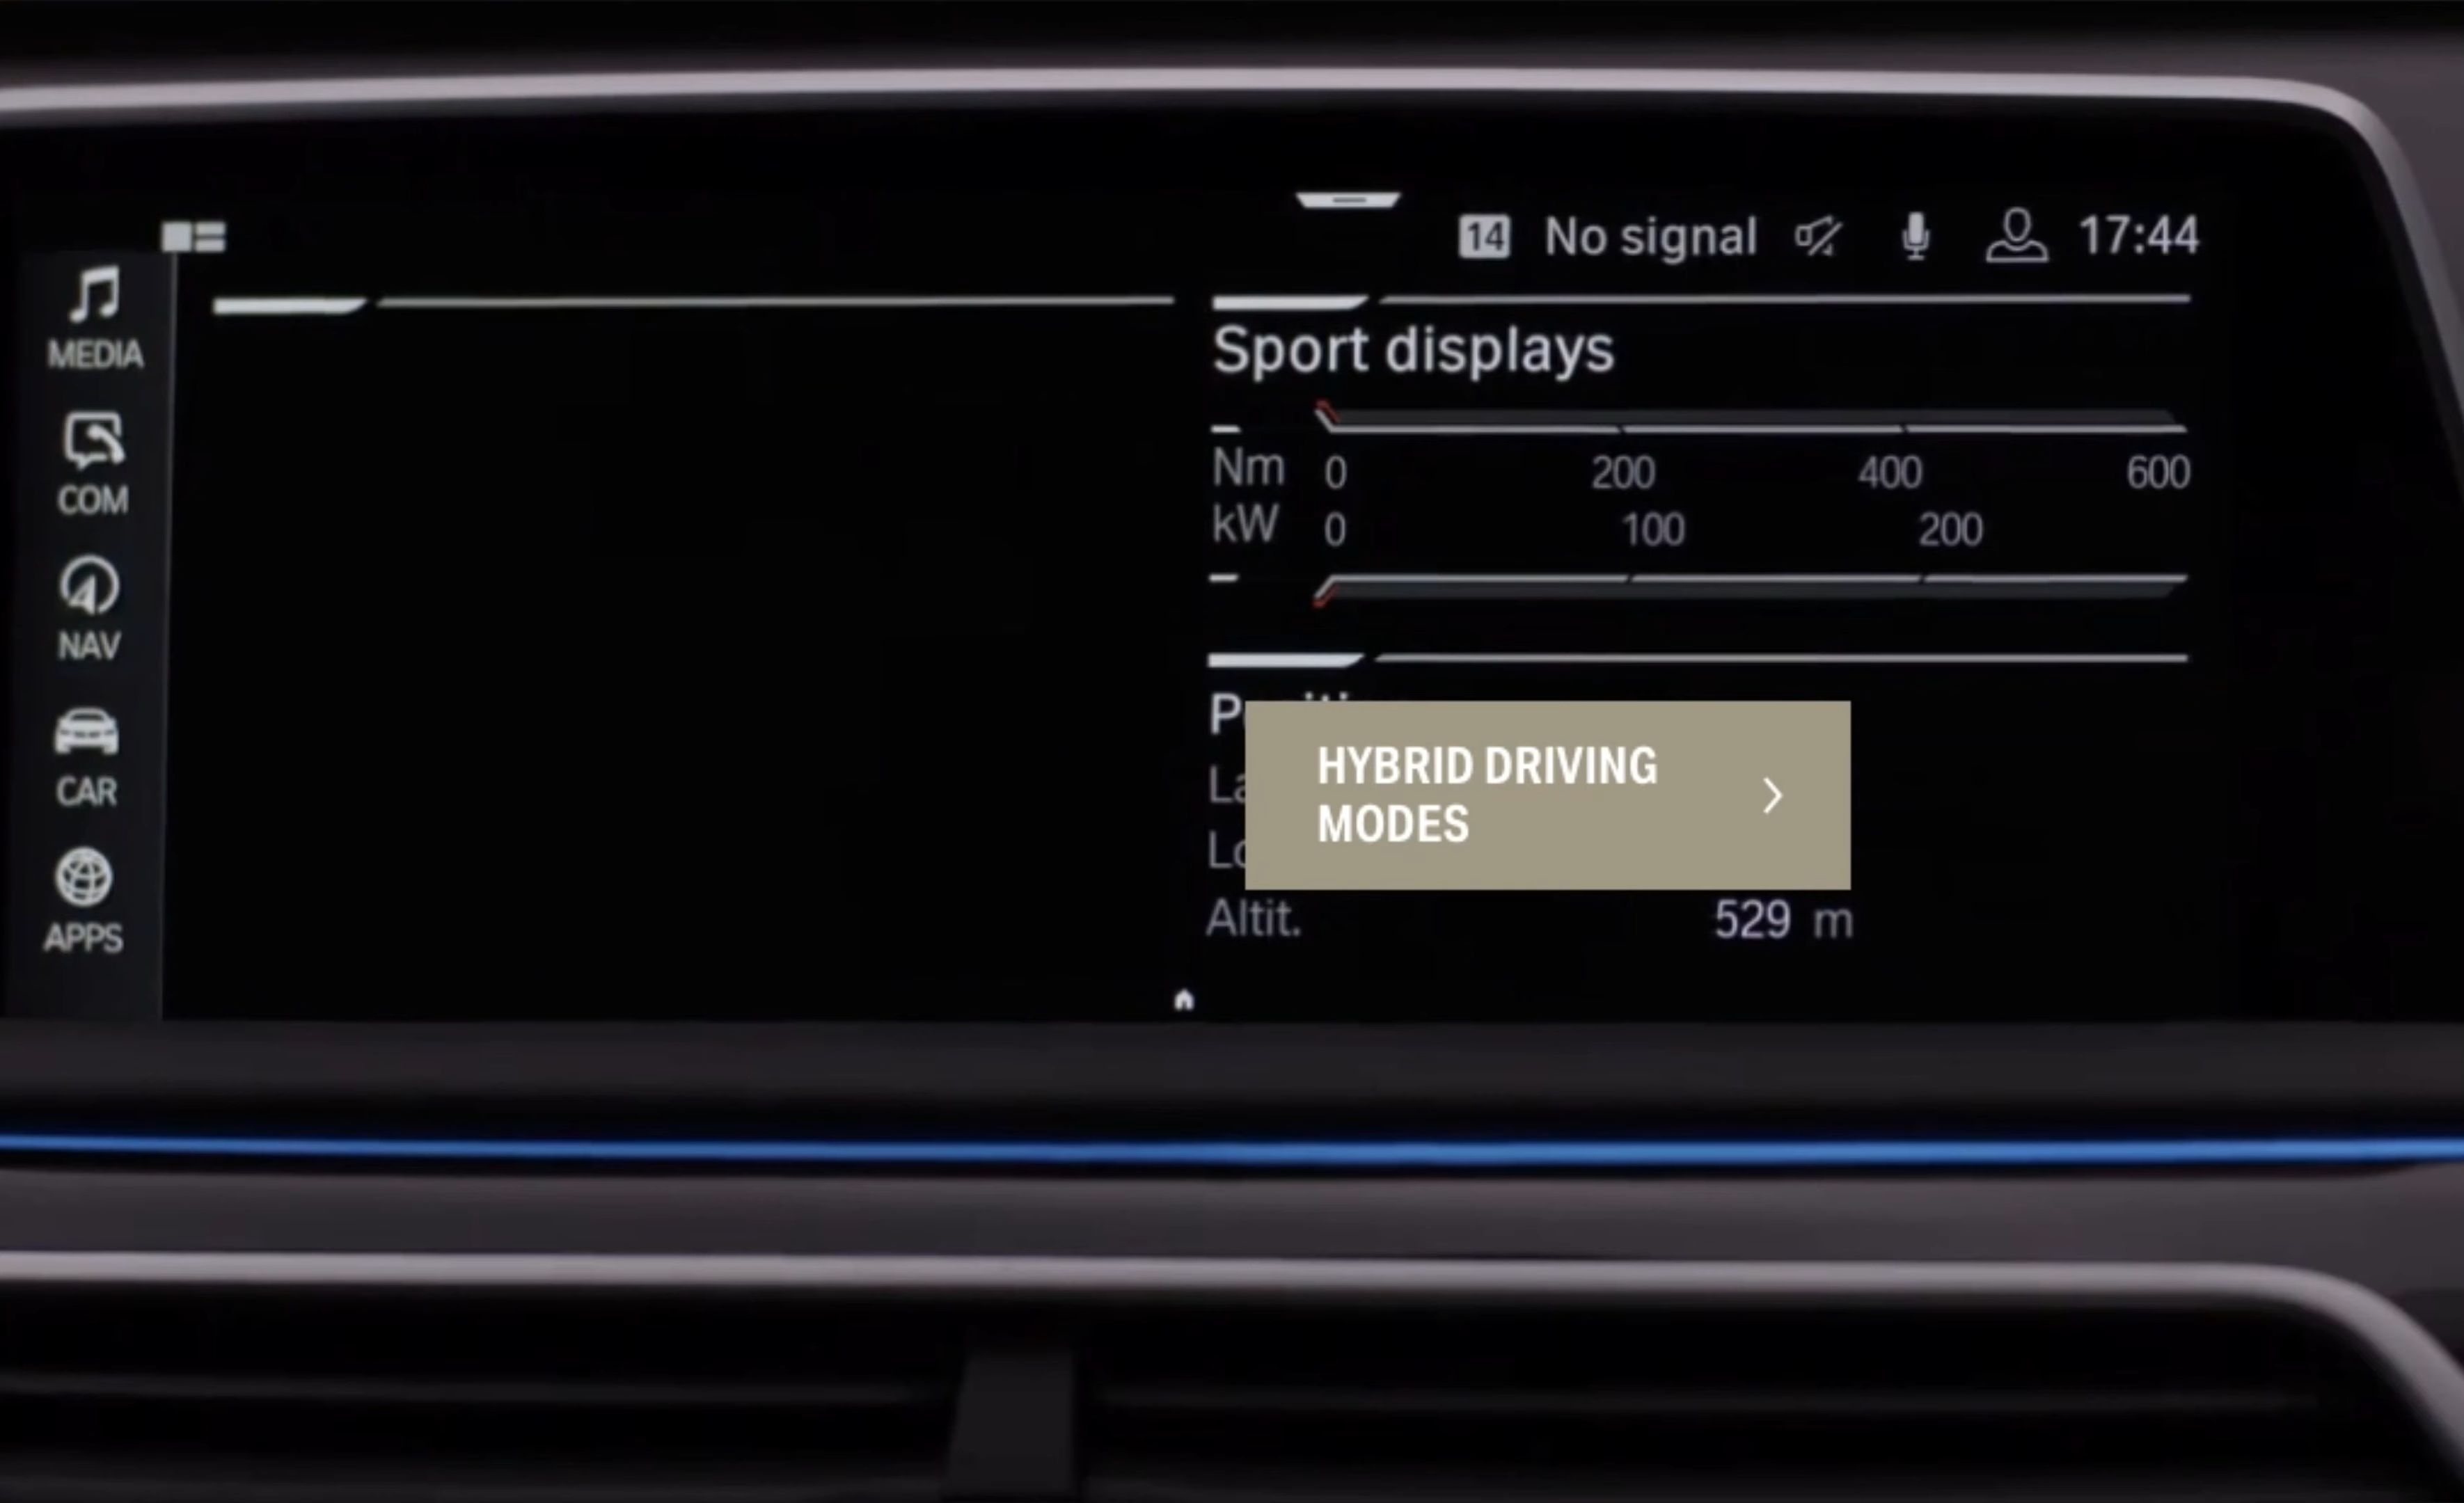 14 No signal 17:44
MEDIA
COM
NAV
CAR
APPS
Sport displays
Nm 0 200 400 600
kW 0 100 200
HYBRID DRIVING
MODES
Altit. 529 m